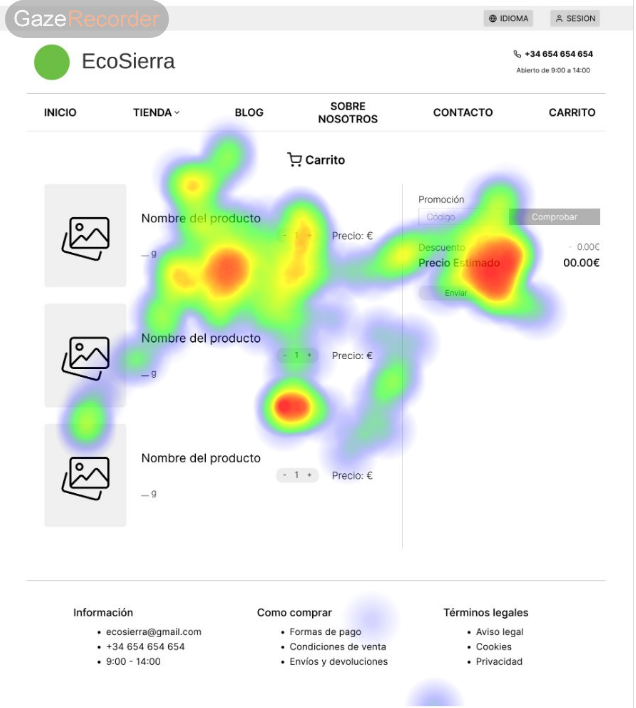 GazeRecorder
IDIOMA
SESION
EcoSierra
+34 654 654 654
Abierto de 9:00 a 14:00
INICIO
TIENDA
BLOG
SOBRE
NOSOTROS
CONTACTO
CARRITO
Carrito
Nombre del producto
- 1 +
Precio: €
__ g
Promoción
Código
Comprobar
Descuento
- 0.00€
Precio Estimado
00.00€
Enviar
Nombre del producto
- 1 +
Precio: €
__ g
Nombre del producto
- 1 +
Precio: €
__ g
Información
• ecosierra@gmail.com
• +34 654 654 654
• 9:00 - 14:00
Como comprar
• Formas de pago
• Condiciones de venta
• Envíos y devoluciones
Términos legales
• Aviso legal
• Cookies
• Privacidad